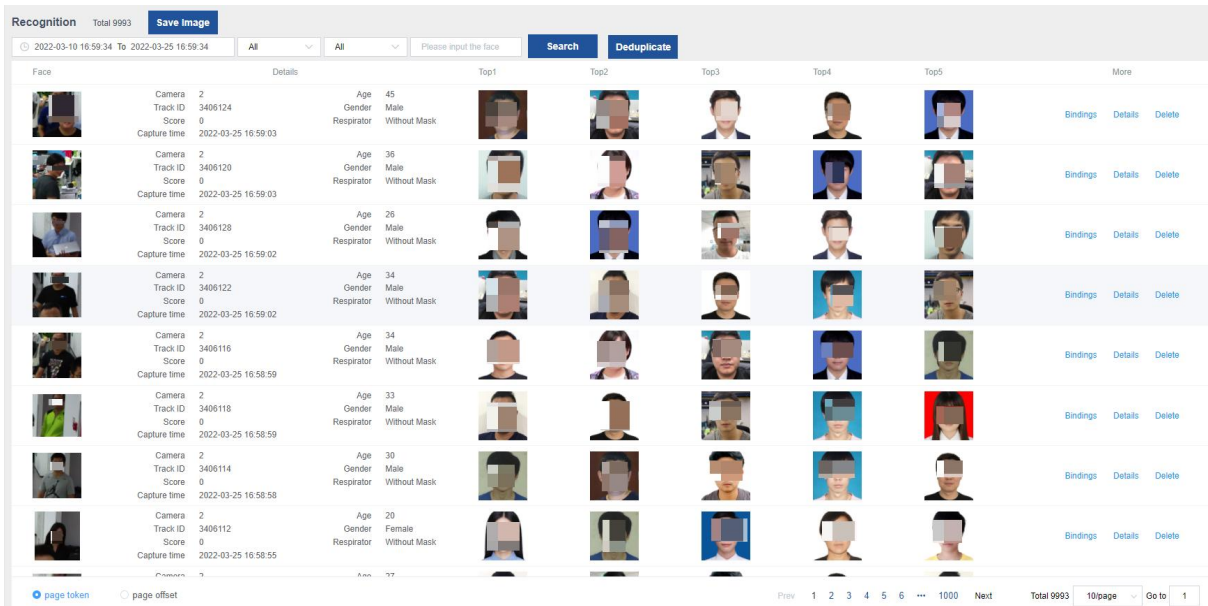 Recognition Total 9993 Save Image
2022-03-10 16:59:34 To 2022-03-25 16:59:34 All All Please input the face Search Deduplicate
Face Details Top1 Top2 Top3 Top4 Top5 More
Camera 2 Age 45
Track ID 3406124 Gender Male
Score 0 Respirator Without Mask
Capture time 2022-03-25 16:59:03
Bindings Details Delete
Camera 2 Age 36
Track ID 3406120 Gender Male
Score 0 Respirator Without Mask
Capture time 2022-03-25 16:59:03
Bindings Details Delete
Camera 2 Age 26
Track ID 3406128 Gender Male
Score 0 Respirator Without Mask
Capture time 2022-03-25 16:59:02
Bindings Details Delete
Camera 2 Age 34
Track ID 3406122 Gender Male
Score 0 Respirator Without Mask
Capture time 2022-03-25 16:59:02
Bindings Details Delete
Camera 2 Age 34
Track ID 3406116 Gender Male
Score 0 Respirator Without Mask
Capture time 2022-03-25 16:58:59
Bindings Details Delete
Camera 2 Age 33
Track ID 3406118 Gender Male
Score 0 Respirator Without Mask
Capture time 2022-03-25 16:58:59
Bindings Details Delete
Camera 2 Age 30
Track ID 3406114 Gender Male
Score 0 Respirator Without Mask
Capture time 2022-03-25 16:58:58
Bindings Details Delete
Camera 2 Age 20
Track ID 3406112 Gender Female
Score 0 Respirator Without Mask
Capture time 2022-03-25 16:58:55
Bindings Details Delete
Camera 2 Age
page token page offset Prev 1 2 3 4 5 6 ••• 1000 Next Total 9993 10/page Go to 1